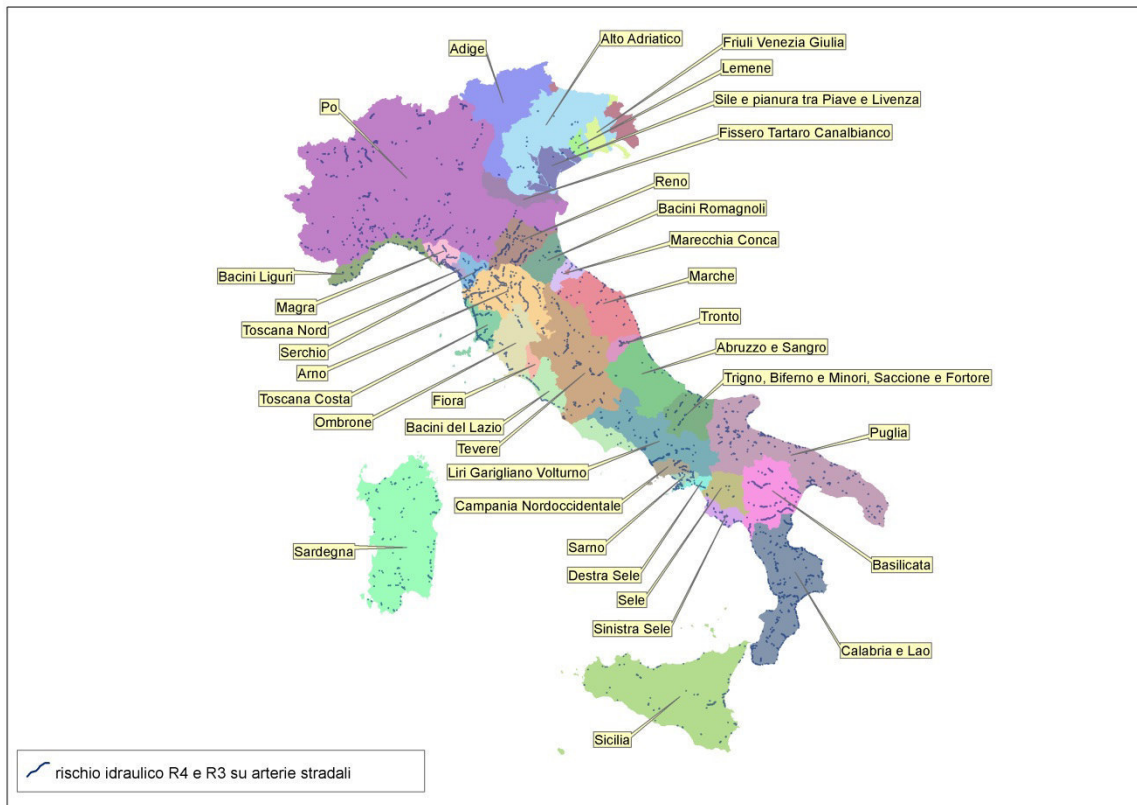 Friuli Venezia Giulia
Alto Adriatico
Adige
Lemene
Sile e pianura tra Piave e Livenza
Po
Fissero Tartaro Canalbianco
Reno
Bacini Romagnoli
Marecchia Conca
Bacini Liguri
Marche
Magra
Tronto
Toscana Nord
Abruzzo e Sangro
Serchio
Arno
Trigno, Biferno e Minori, Saccione e Fortore
Toscana Costa
Fiora
Ombrone
Bacini del Lazio
Puglia
Tevere
Liri Garigliano Volturno
Campania Nordoccidentale
Sarno
Sardegna
Basilicata
Destra Sele
Sele
Sinistra Sele
Calabria e Lao
Sicilia
rischio idraulico R4 e R3 su arterie stradali